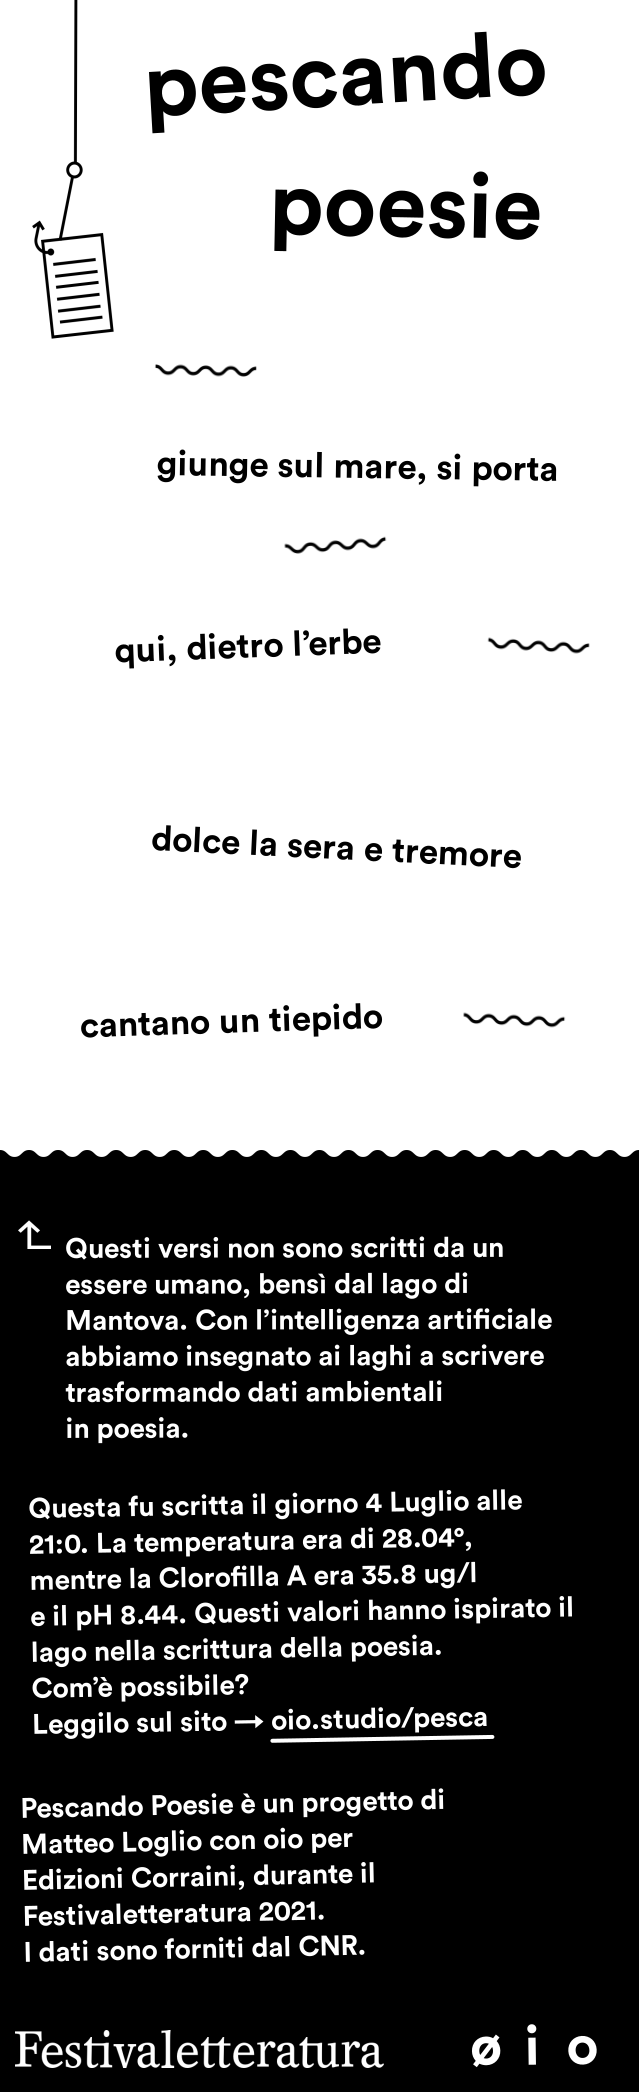 pescando
poesie
giunge sul mare, si porta
qui, dietro l’erbe
dolce la sera e tremore
cantano un tiepido
Questi versi non sono scritti da un
essere umano, bensì dal lago di
Mantova. Con l’intelligenza artificiale
abbiamo insegnato ai laghi a scrivere
trasformando dati ambientali
in poesia.
Questa fu scritta il giorno 4 Luglio alle
21:0. La temperatura era di 28.04°,
mentre la Clorofilla A era 35.8 ug/l
e il pH 8.44. Questi valori hanno ispirato il
lago nella scrittura della poesia.
Com’è possibile?
Leggilo sul sito → oio.studio/pesca
Pescando Poesie è un progetto di
Matteo Loglio con oio per
Edizioni Corraini, durante il
Festivaletteratura 2021.
I dati sono forniti dal CNR.
Festivaletteratura ø i o